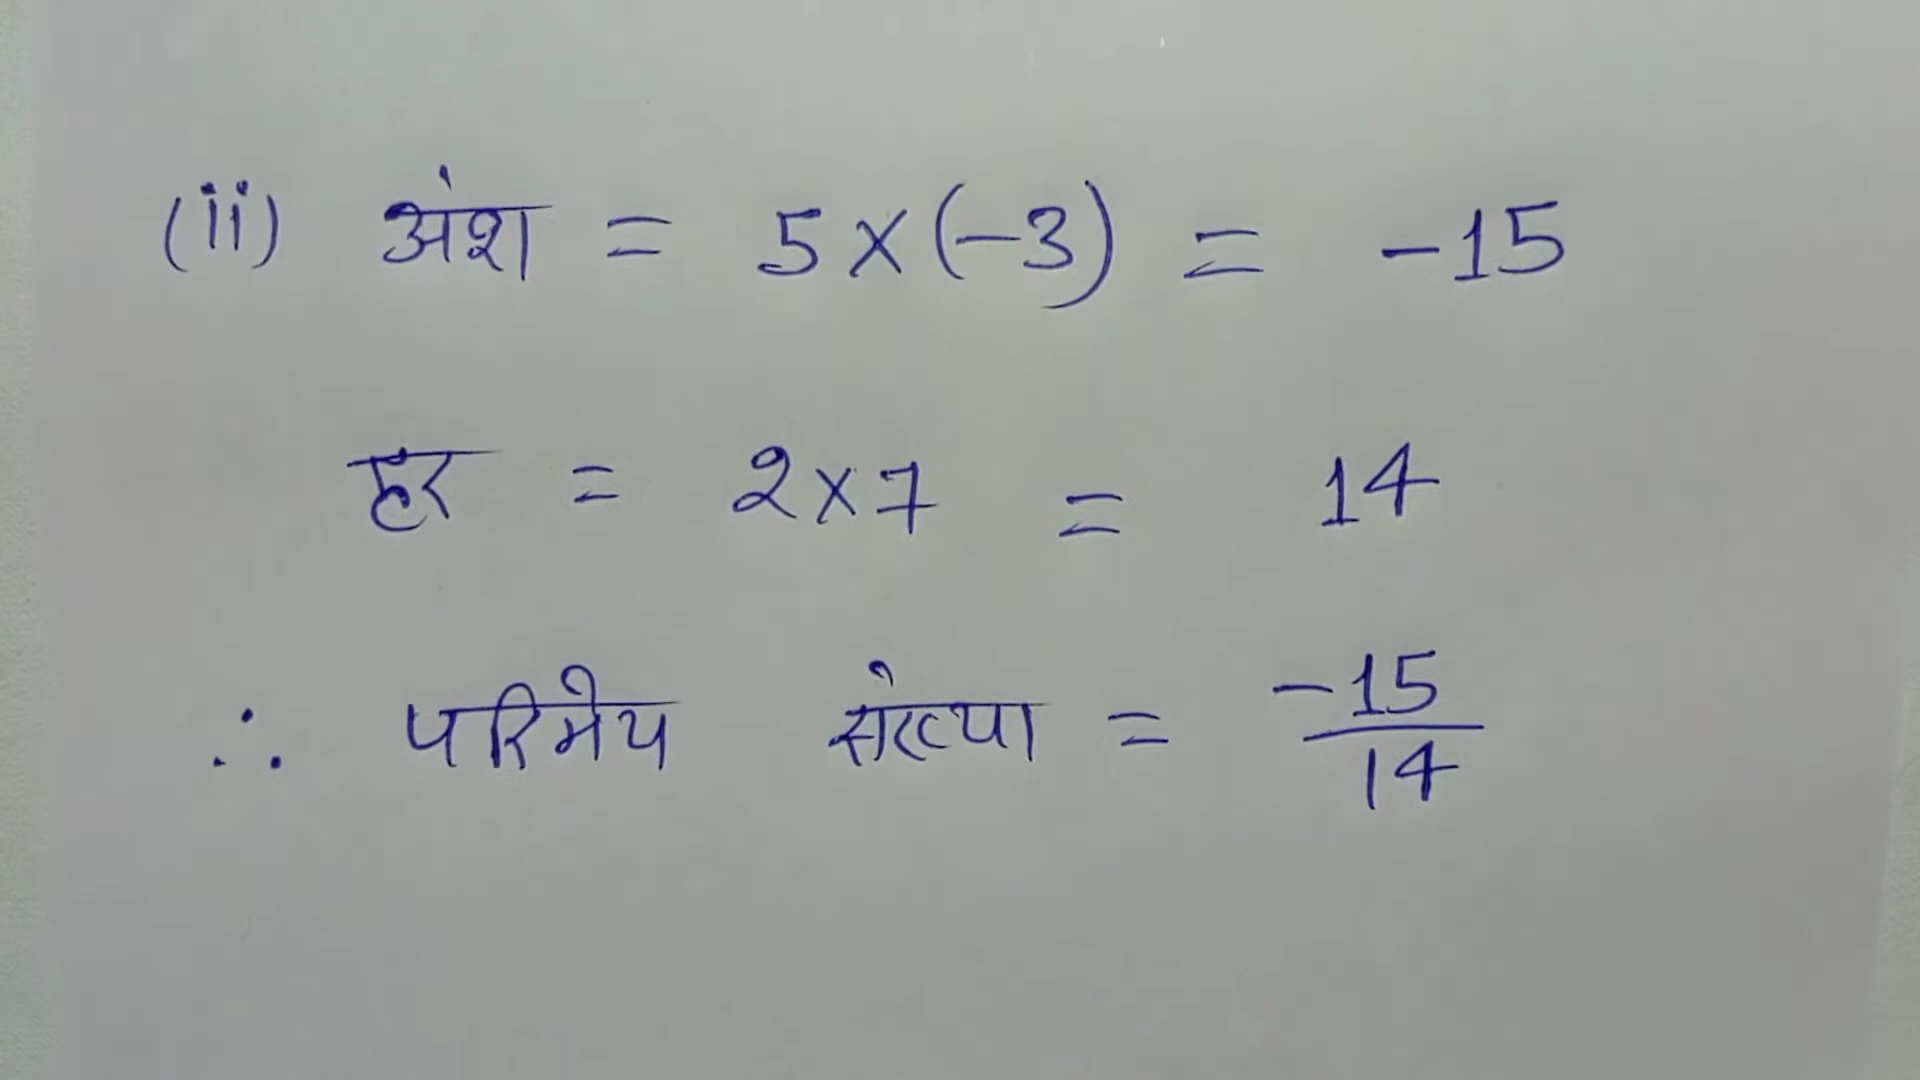 (ii) अंश = 5 × (-3) = -15
हर = 2 × 7 = 14
∴ परिमेय संख्या = -15/14